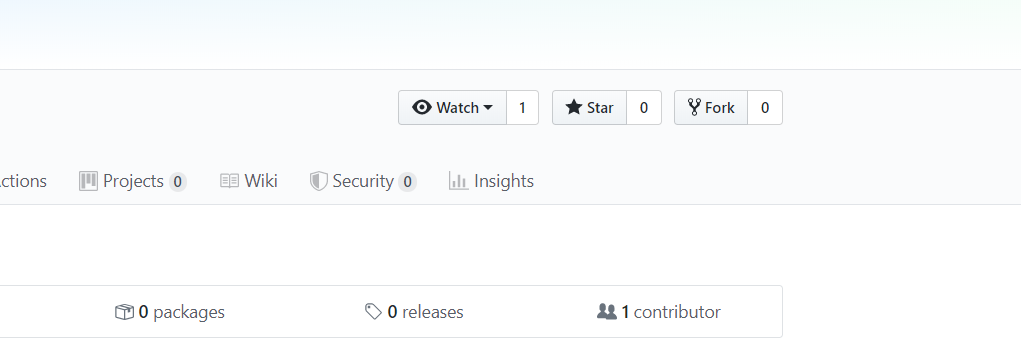 Watch 1 Star 0 Fork 0
ctions Projects 0 Wiki Security 0 Insights
0 packages 0 releases 1 contributor